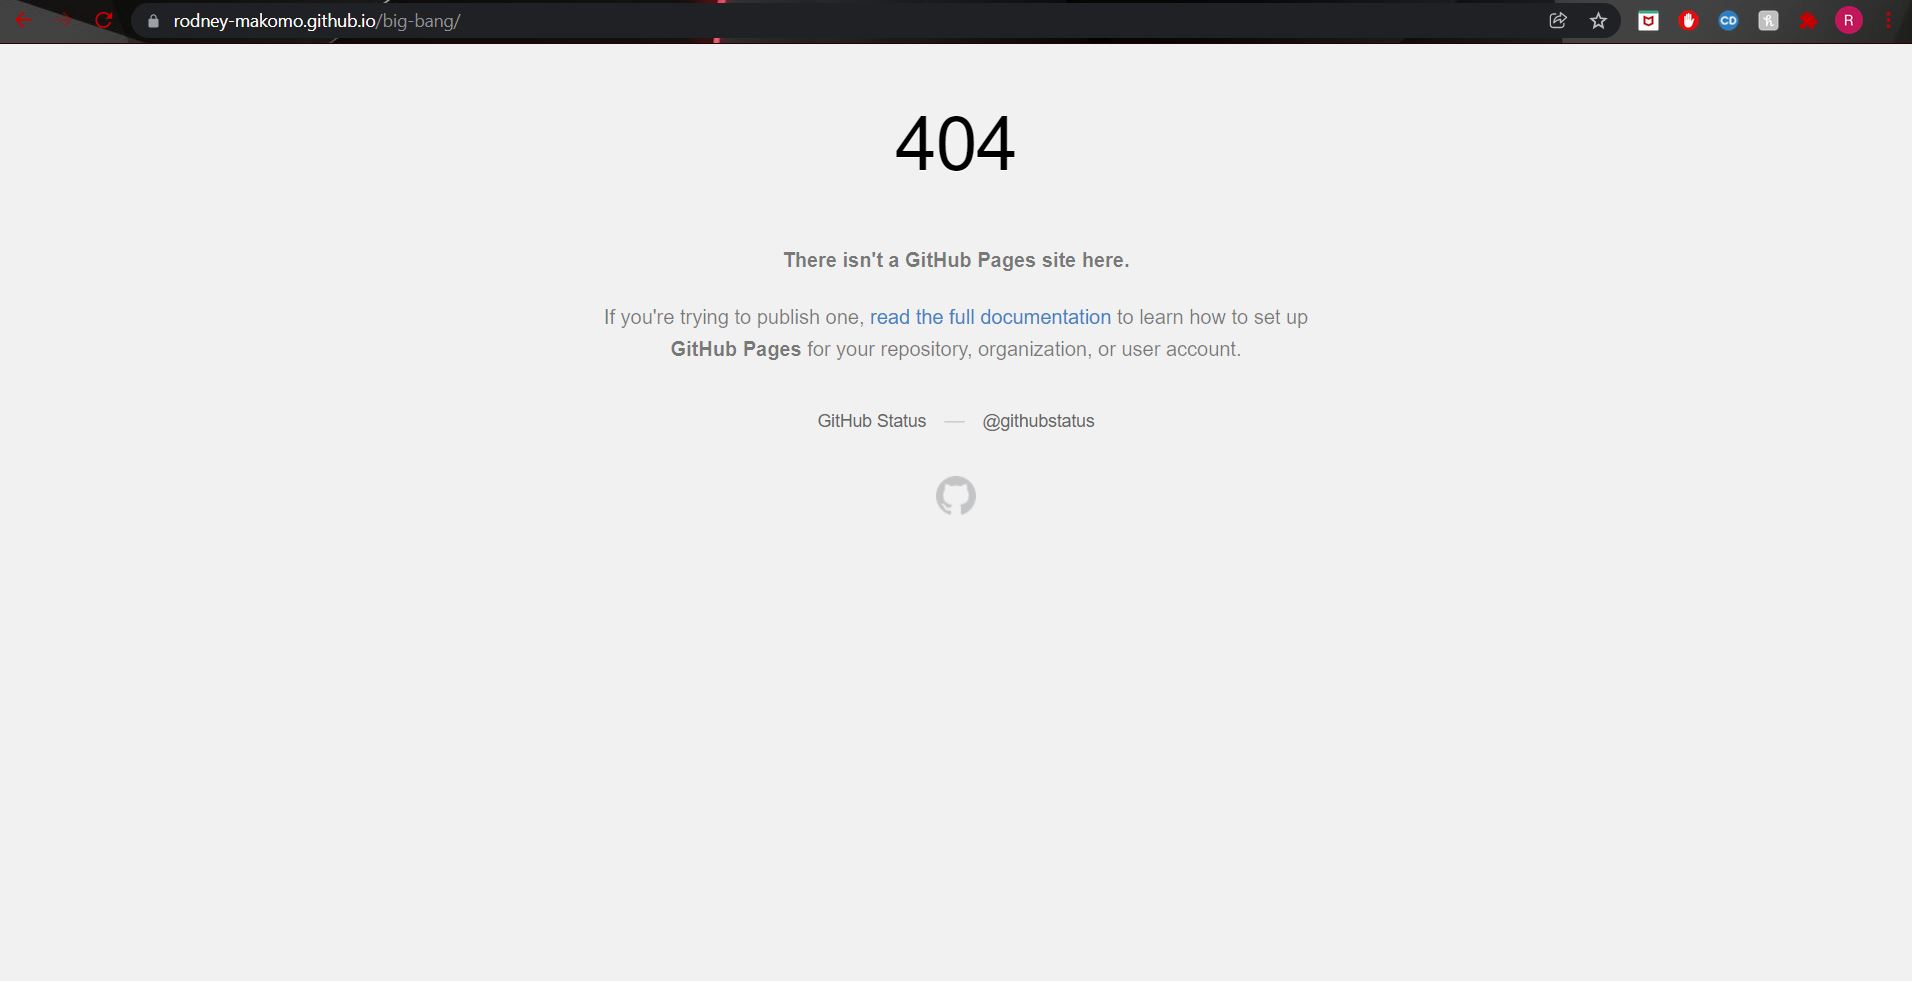 rodney-makomo.github.io/big-bang/
CD
R
404
There isn't a GitHub Pages site here.
If you're trying to publish one, read the full documentation to learn how to set up
GitHub Pages for your repository, organization, or user account.
GitHub Status — @githubstatus